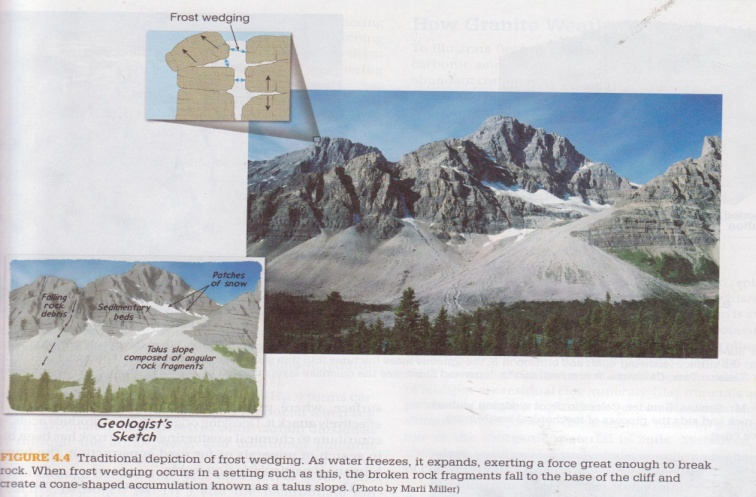 Frost wedging
Falling
rock
debris
Sedimentary
beds
Patches
of snow
Talus slope
composed of angular
rock fragments
Geologist's
Sketch
FIGURE 4.4 Traditional depiction of frost wedging. As water freezes, it expands, exerting a force great enough to break
rock. When frost wedging occurs in a setting such as this, the broken rock fragments fall to the base of the cliff and
create a cone-shaped accumulation known as a talus slope. (Photo by Marli Miller)